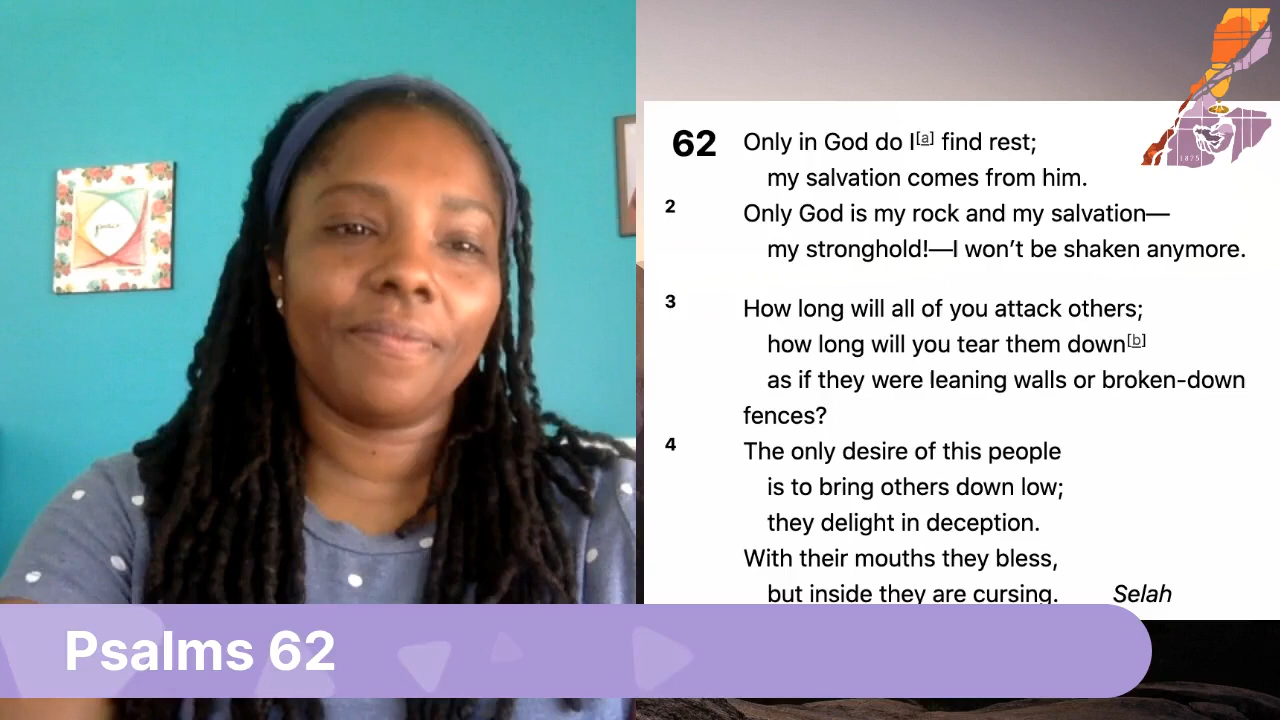 62 Only in God do I[a] find rest;
my salvation comes from him.
2 Only God is my rock and my salvation—
my stronghold!—I won’t be shaken anymore.
3 How long will all of you attack others;
how long will you tear them down[b]
as if they were leaning walls or broken-down
fences?
4 The only desire of this people
is to bring others down low;
they delight in deception.
With their mouths they bless,
but inside they are cursing. Selah
Psalms 62
1875
peace